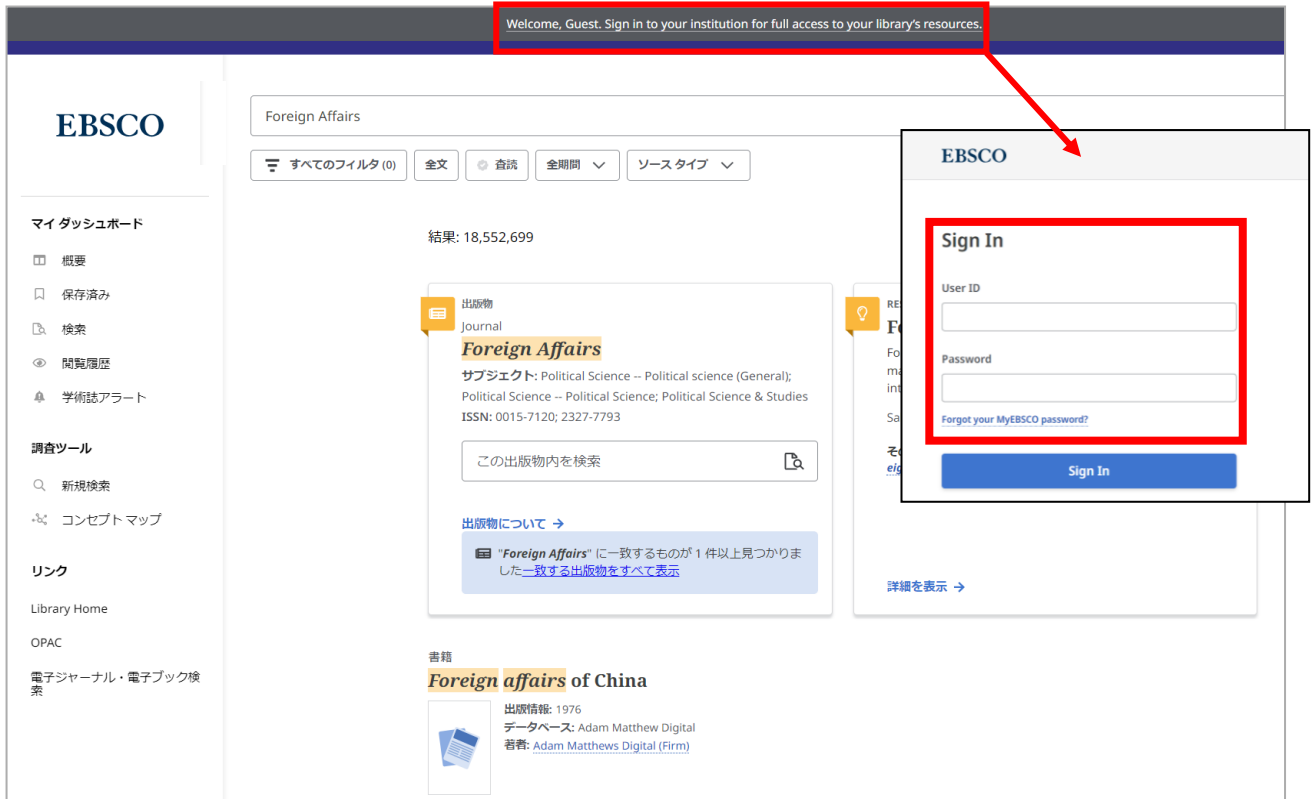 Welcome, Guest. Sign in to your institution for full access to your library's resources.
EBSCO
マイ ダッシュボード
概要
保存済み
検索
閲覧履歴
学術誌アラート
調査ツール
新規検索
コンセプト マップ
リンク
Library Home
OPAC
電子ジャーナル・電子ブック検
索
Foreign Affairs
すべてのフィルタ (0)
全文
査読
全期間
ソース タイプ
結果: 18,552,699
出版物
Journal
Foreign Affairs
サブジェクト: Political Science -- Political science (General);
Political Science -- Political Science; Political Science & Studies
ISSN: 0015-7120; 2327-7793
この出版物内を検索
出版物について →
"Foreign Affairs" に一致するものが 1 件以上見つかりま
した一致する出版物をすべて表示
詳細を表示 →
EBSCO
Sign In
User ID
Password
Forgot your MyEBSCO password?
Sign In
書籍
Foreign affairs of China
出版情報: 1976
データベース: Adam Matthew Digital
著者: Adam Matthews Digital (Firm)